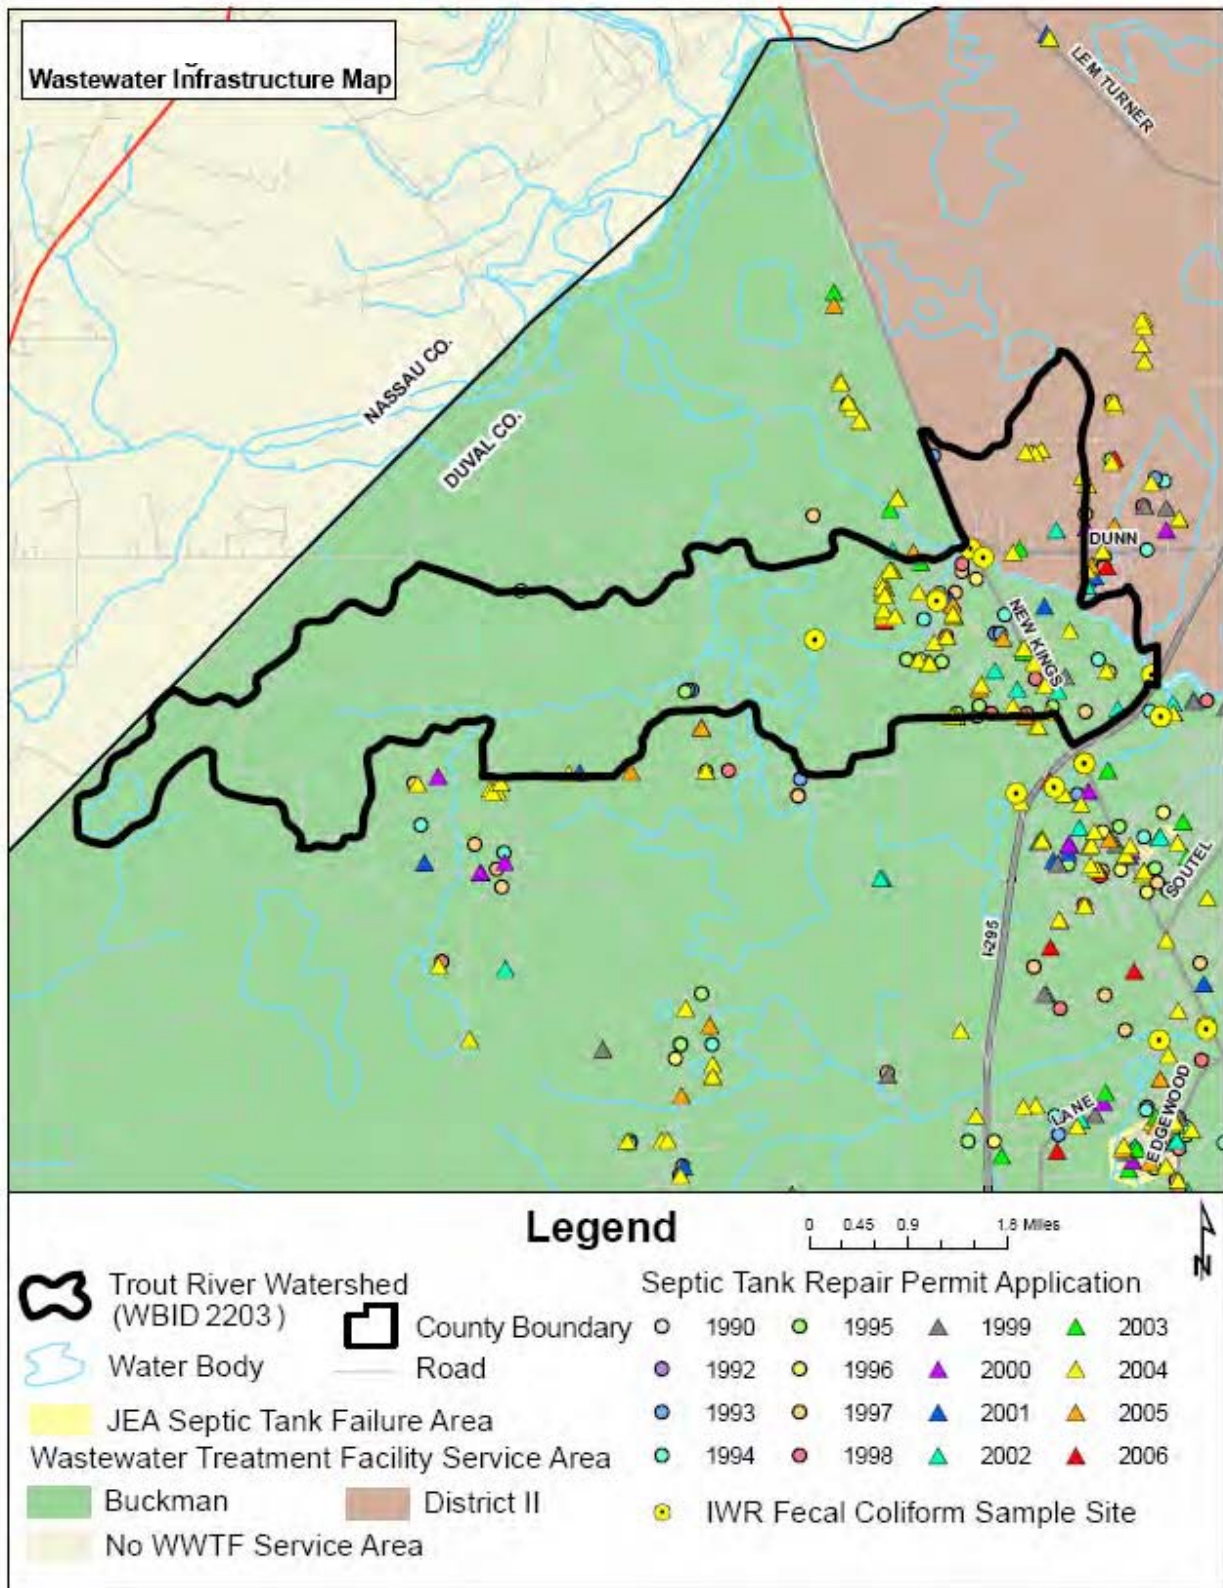 Wastewater Infrastructure Map
LEM TURNER
NASSAU CO.
DUVAL CO.
DUNN
NEW KINGS
SOUTEL
I-295
LANE
EDGEWOOD
Legend
0 0.45 0.9 1.8 Miles
N
Trout River Watershed
(WBID 2203 )
County Boundary
Water Body
Road
JEA Septic Tank Failure Area
Wastewater Treatment Facility Service Area
Buckman
District II
No WWTF Service Area
Septic Tank Repair Permit Application
1990 1995 1999 2003
1992 1996 2000 2004
1993 1997 2001 2005
1994 1998 2002 2006
IWR Fecal Coliform Sample Site